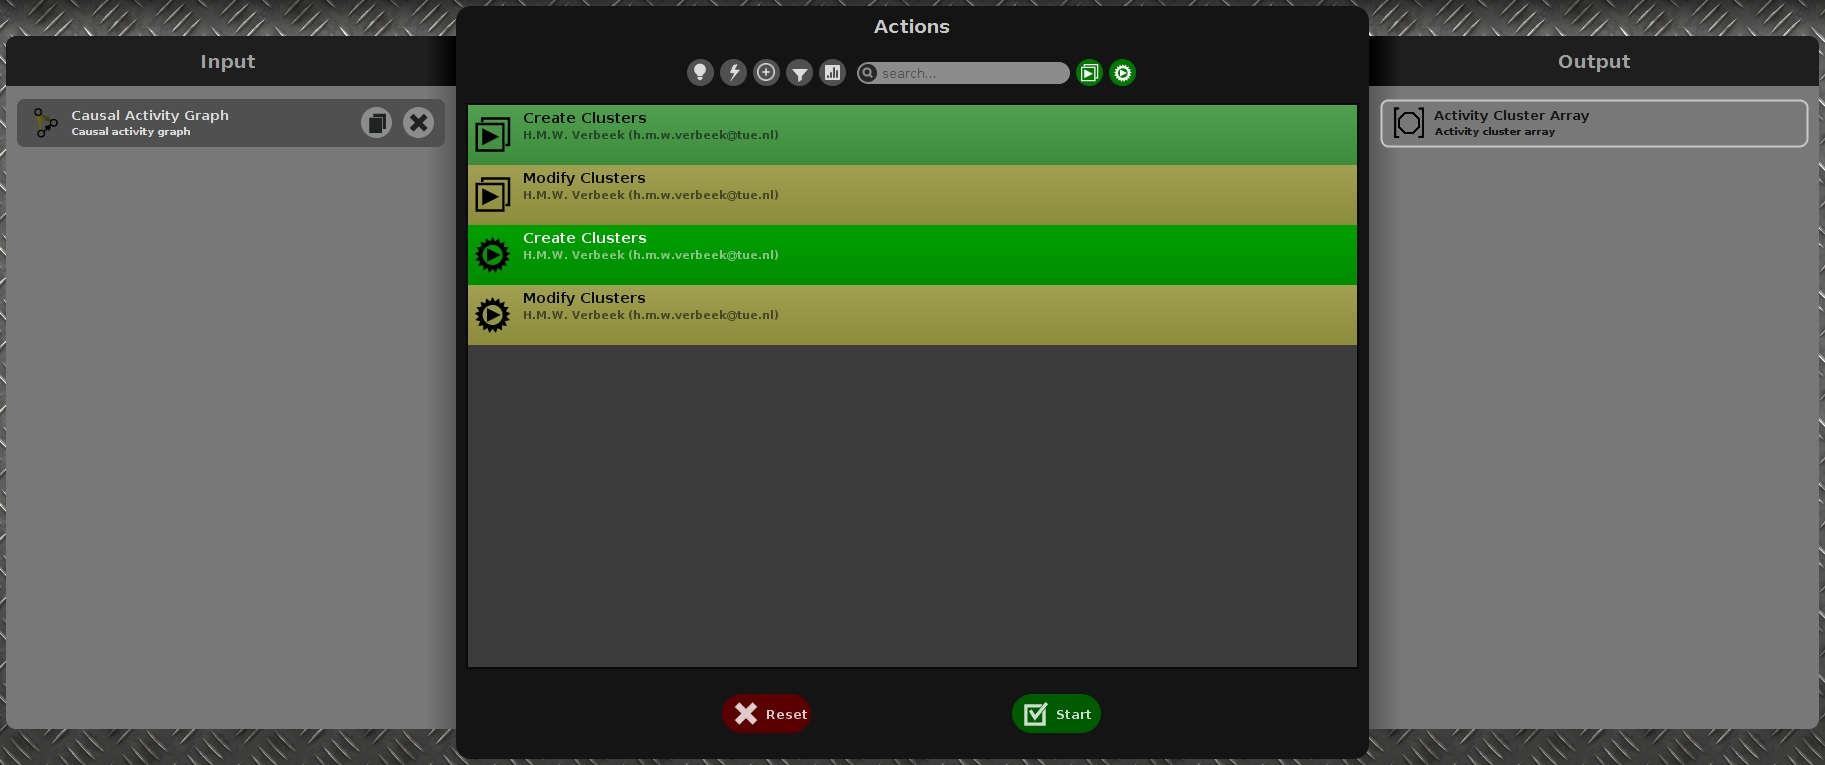 Actions
Input
Output
search...
Causal Activity Graph
Causal activity graph
Create Clusters
H.M.W. Verbeek (h.m.w.verbeek@tue.nl)
Modify Clusters
H.M.W. Verbeek (h.m.w.verbeek@tue.nl)
Create Clusters
H.M.W. Verbeek (h.m.w.verbeek@tue.nl)
Modify Clusters
H.M.W. Verbeek (h.m.w.verbeek@tue.nl)
Activity Cluster Array
Activity cluster array
Reset
Start